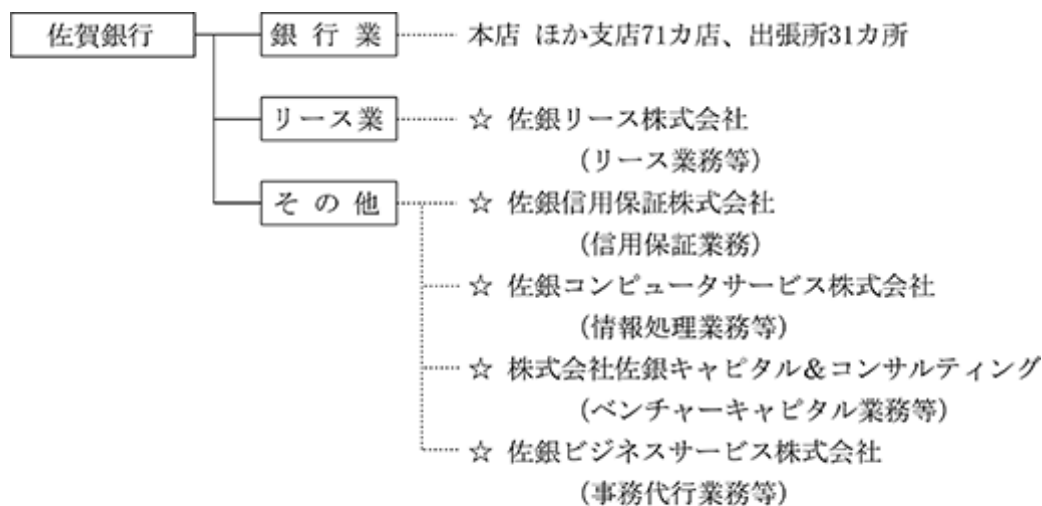 佐賀銀行 銀行業 本店 ほか支店71カ店、出張所31カ所
リース業 ☆ 佐銀リース株式会社
(リース業務等)
その他 ☆ 佐銀信用保証株式会社
(信用保証業務)
☆ 佐銀コンピュータサービス株式会社
(情報処理業務等)
☆ 株式会社佐銀キャピタル&コンサルティング
(ベンチャーキャピタル業務等)
☆ 佐銀ビジネスサービス株式会社
(事務代行業務等)